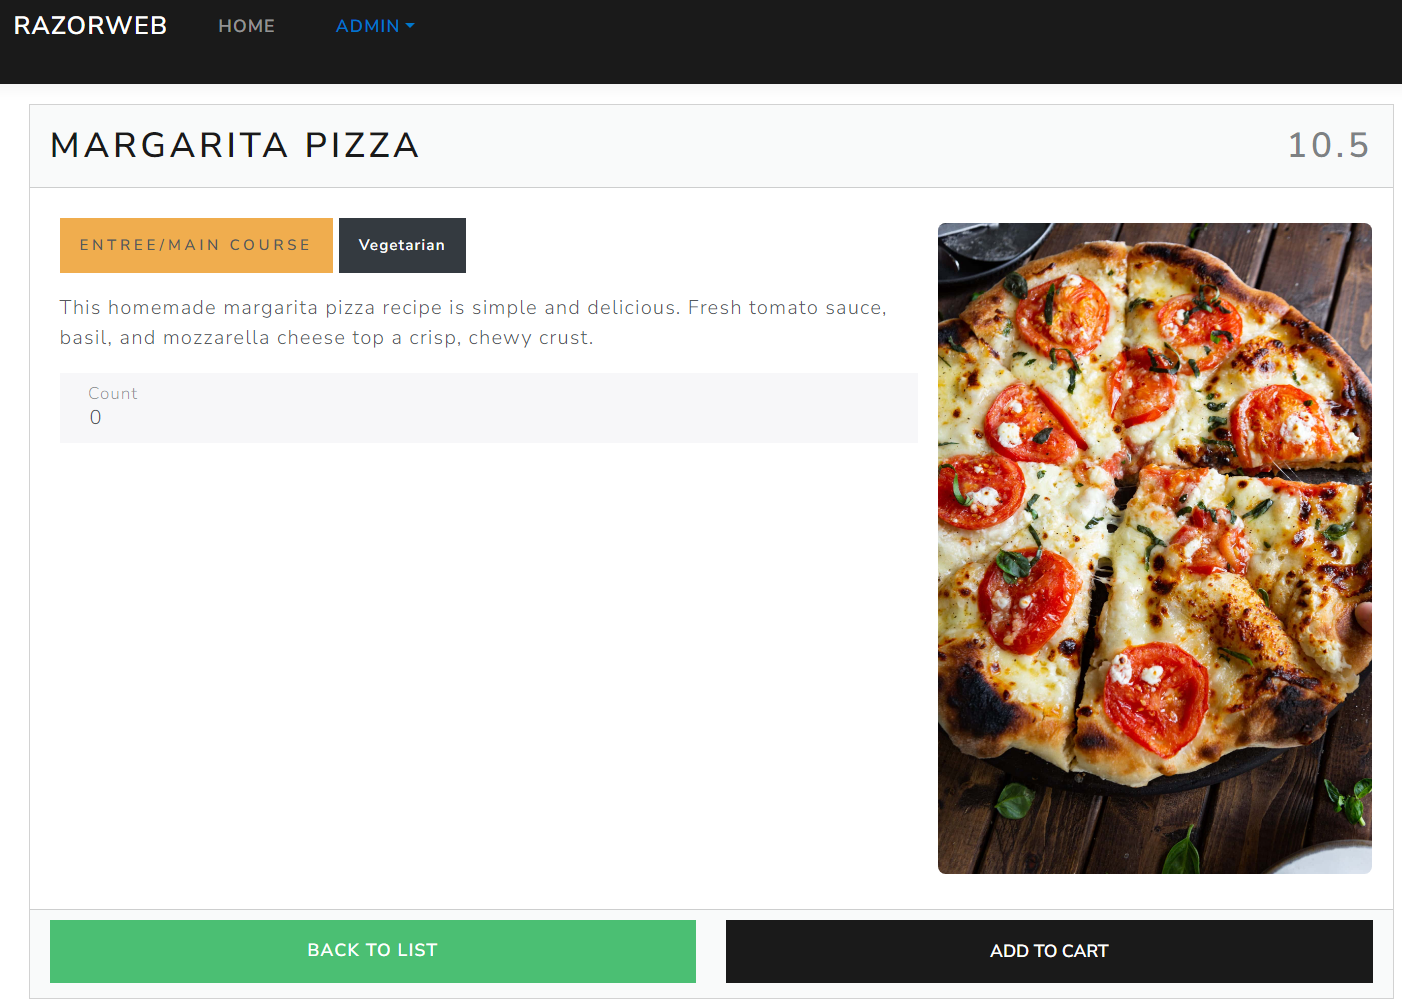 RAZORWEB HOME ADMIN
MARGARITA PIZZA 10.5
ENTREE/MAIN COURSE Vegetarian
This homemade margarita pizza recipe is simple and delicious. Fresh tomato sauce,
basil, and mozzarella cheese top a crisp, chewy crust.
Count
0
BACK TO LIST ADD TO CART